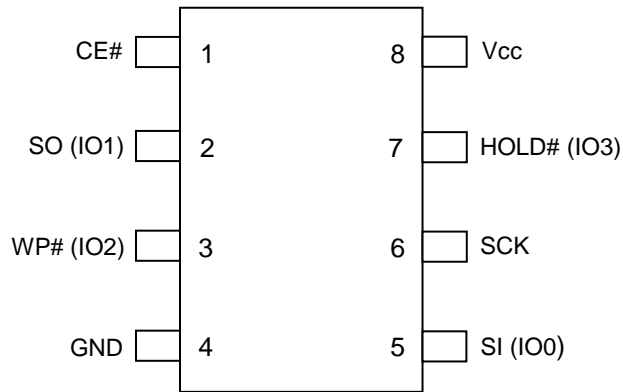 CE# 1 8 Vcc
SO (IO1) 2 7 HOLD# (IO3)
WP# (IO2) 3 6 SCK
GND 4 5 SI (IO0)